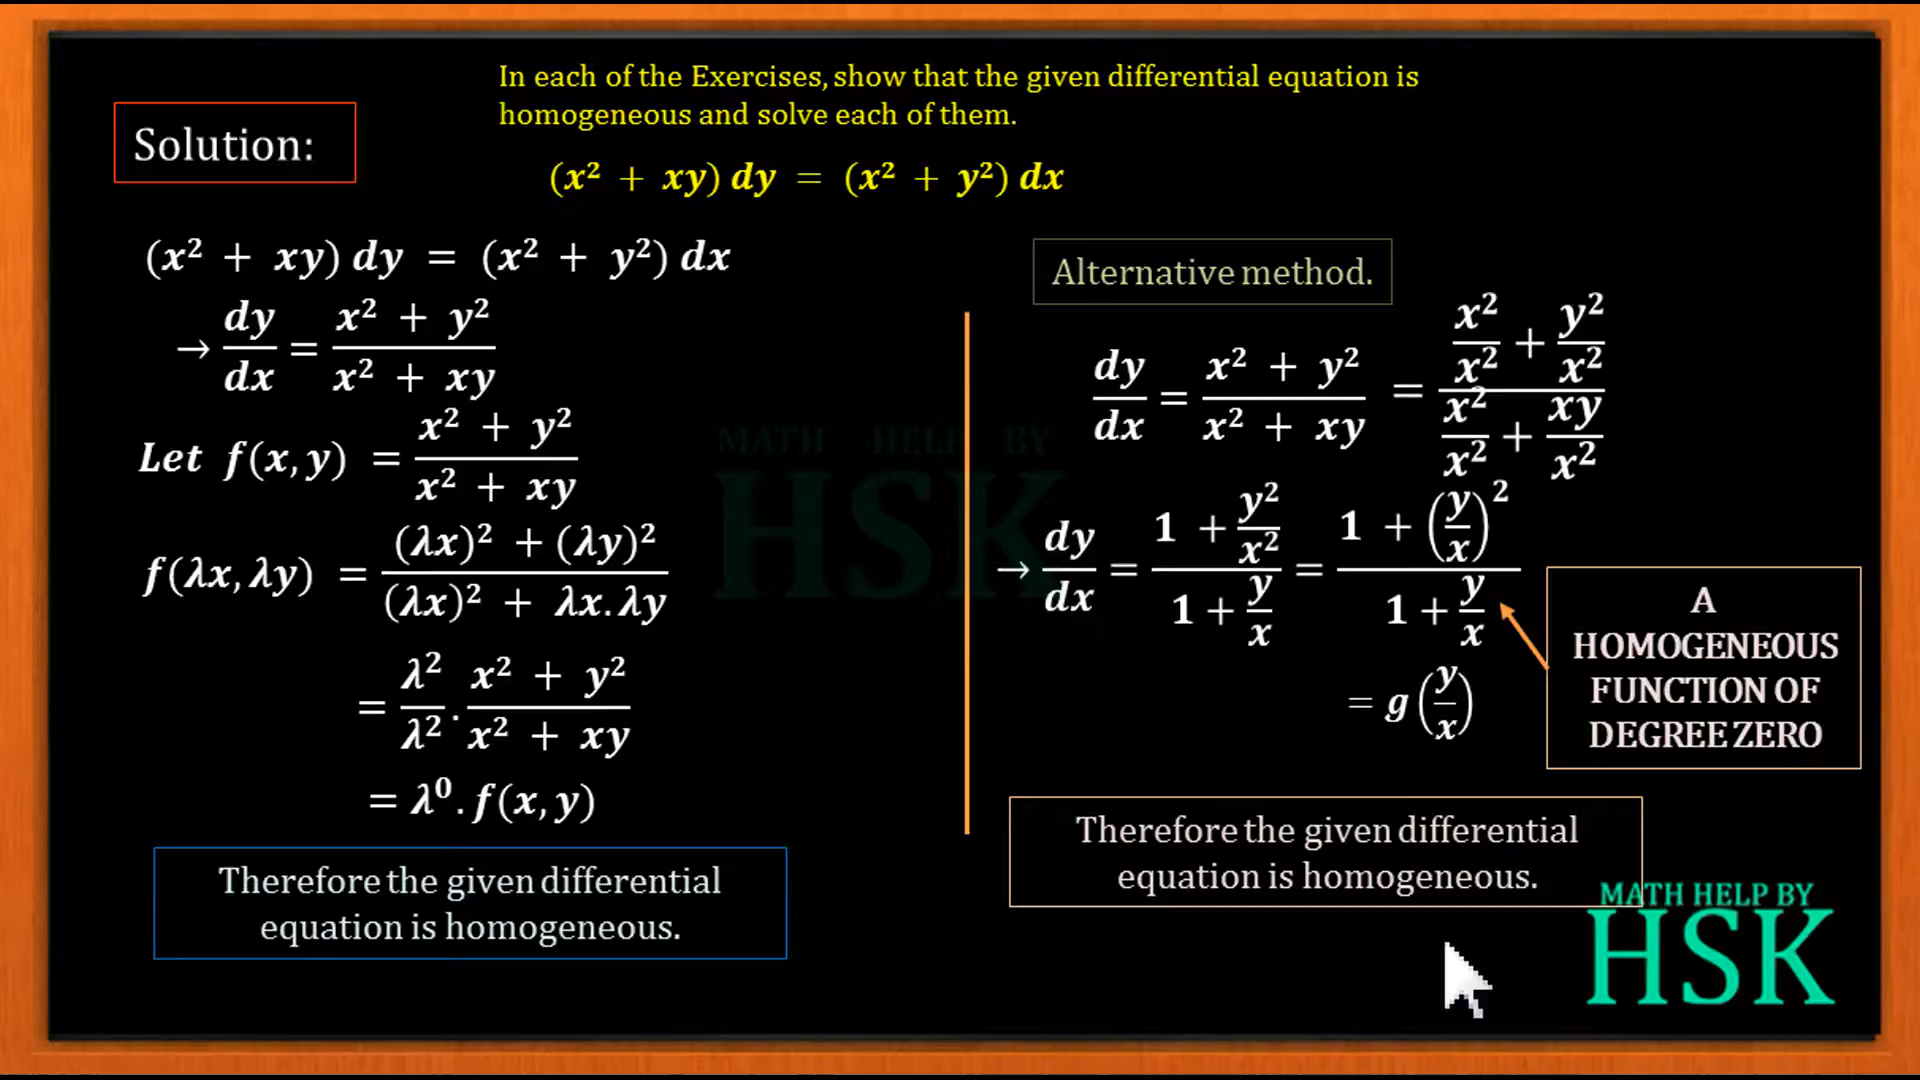 In each of the Exercises, show that the given differential equation is
homogeneous and solve each of them.
Solution:
(x² + xy) dy = (x² + y²) dx
(x² + xy) dy = (x² + y²) dx
→ dy/dx = (x² + y²)/(x² + xy)
Let f(x, y) = (x² + y²)/(x² + xy)
f(λx, λy) = ((λx)² + (λy)²)/((λx)² + λx.λy)
= λ²/λ² . (x² + y²)/(x² + xy)
= λ⁰. f(x, y)
Therefore the given differential
equation is homogeneous.
Alternative method.
dy/dx = (x² + y²)/(x² + xy) = (x²/x² + y²/x²)/(x²/x² + xy/x²)
→ dy/dx = (1 + y²/x²)/(1 + y/x) = (1 + (y/x)²)/(1 + y/x)
= g(y/x)
A
HOMOGENEOUS
FUNCTION OF
DEGREE ZERO
Therefore the given differential
equation is homogeneous.
MATH HELP BY
HSK
MATH HELP BY
HSK